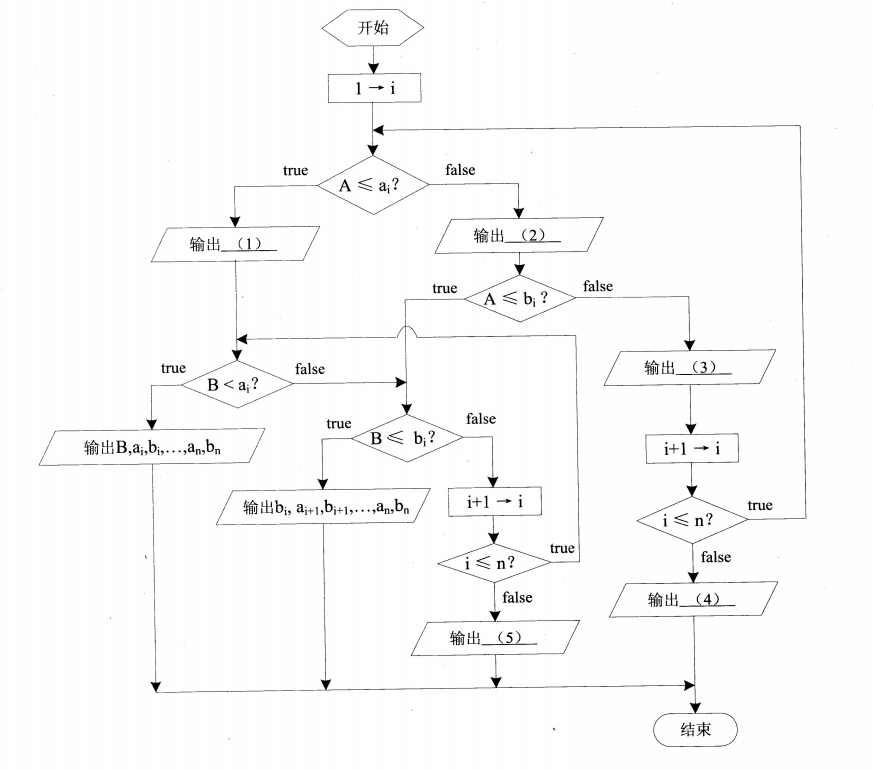 开始
1 → i
true
false
A ≤ aᵢ?
输出 (1)
输出 (2)
true
false
A ≤ bᵢ ?
true
false
B < aᵢ?
输出 (3)
true
false
B ≤ bᵢ?
输出B,aᵢ,bᵢ,…,aₙ,bₙ
i+1 → i
输出bᵢ, aᵢ₊₁,bᵢ₊₁,…,aₙ,bₙ
i+1 → i
true
i ≤ n?
false
true
i ≤ n?
false
输出 (4)
输出 (5)
结束